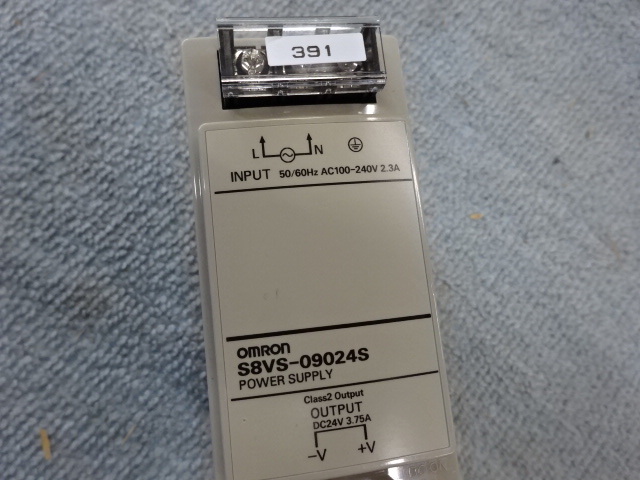 391
L N
INPUT 50/60Hz AC100-240V 2.3A
OMRON
S8VS-09024S
POWER SUPPLY
Class2 Output
OUTPUT
DC24V 3.75A
-V +V